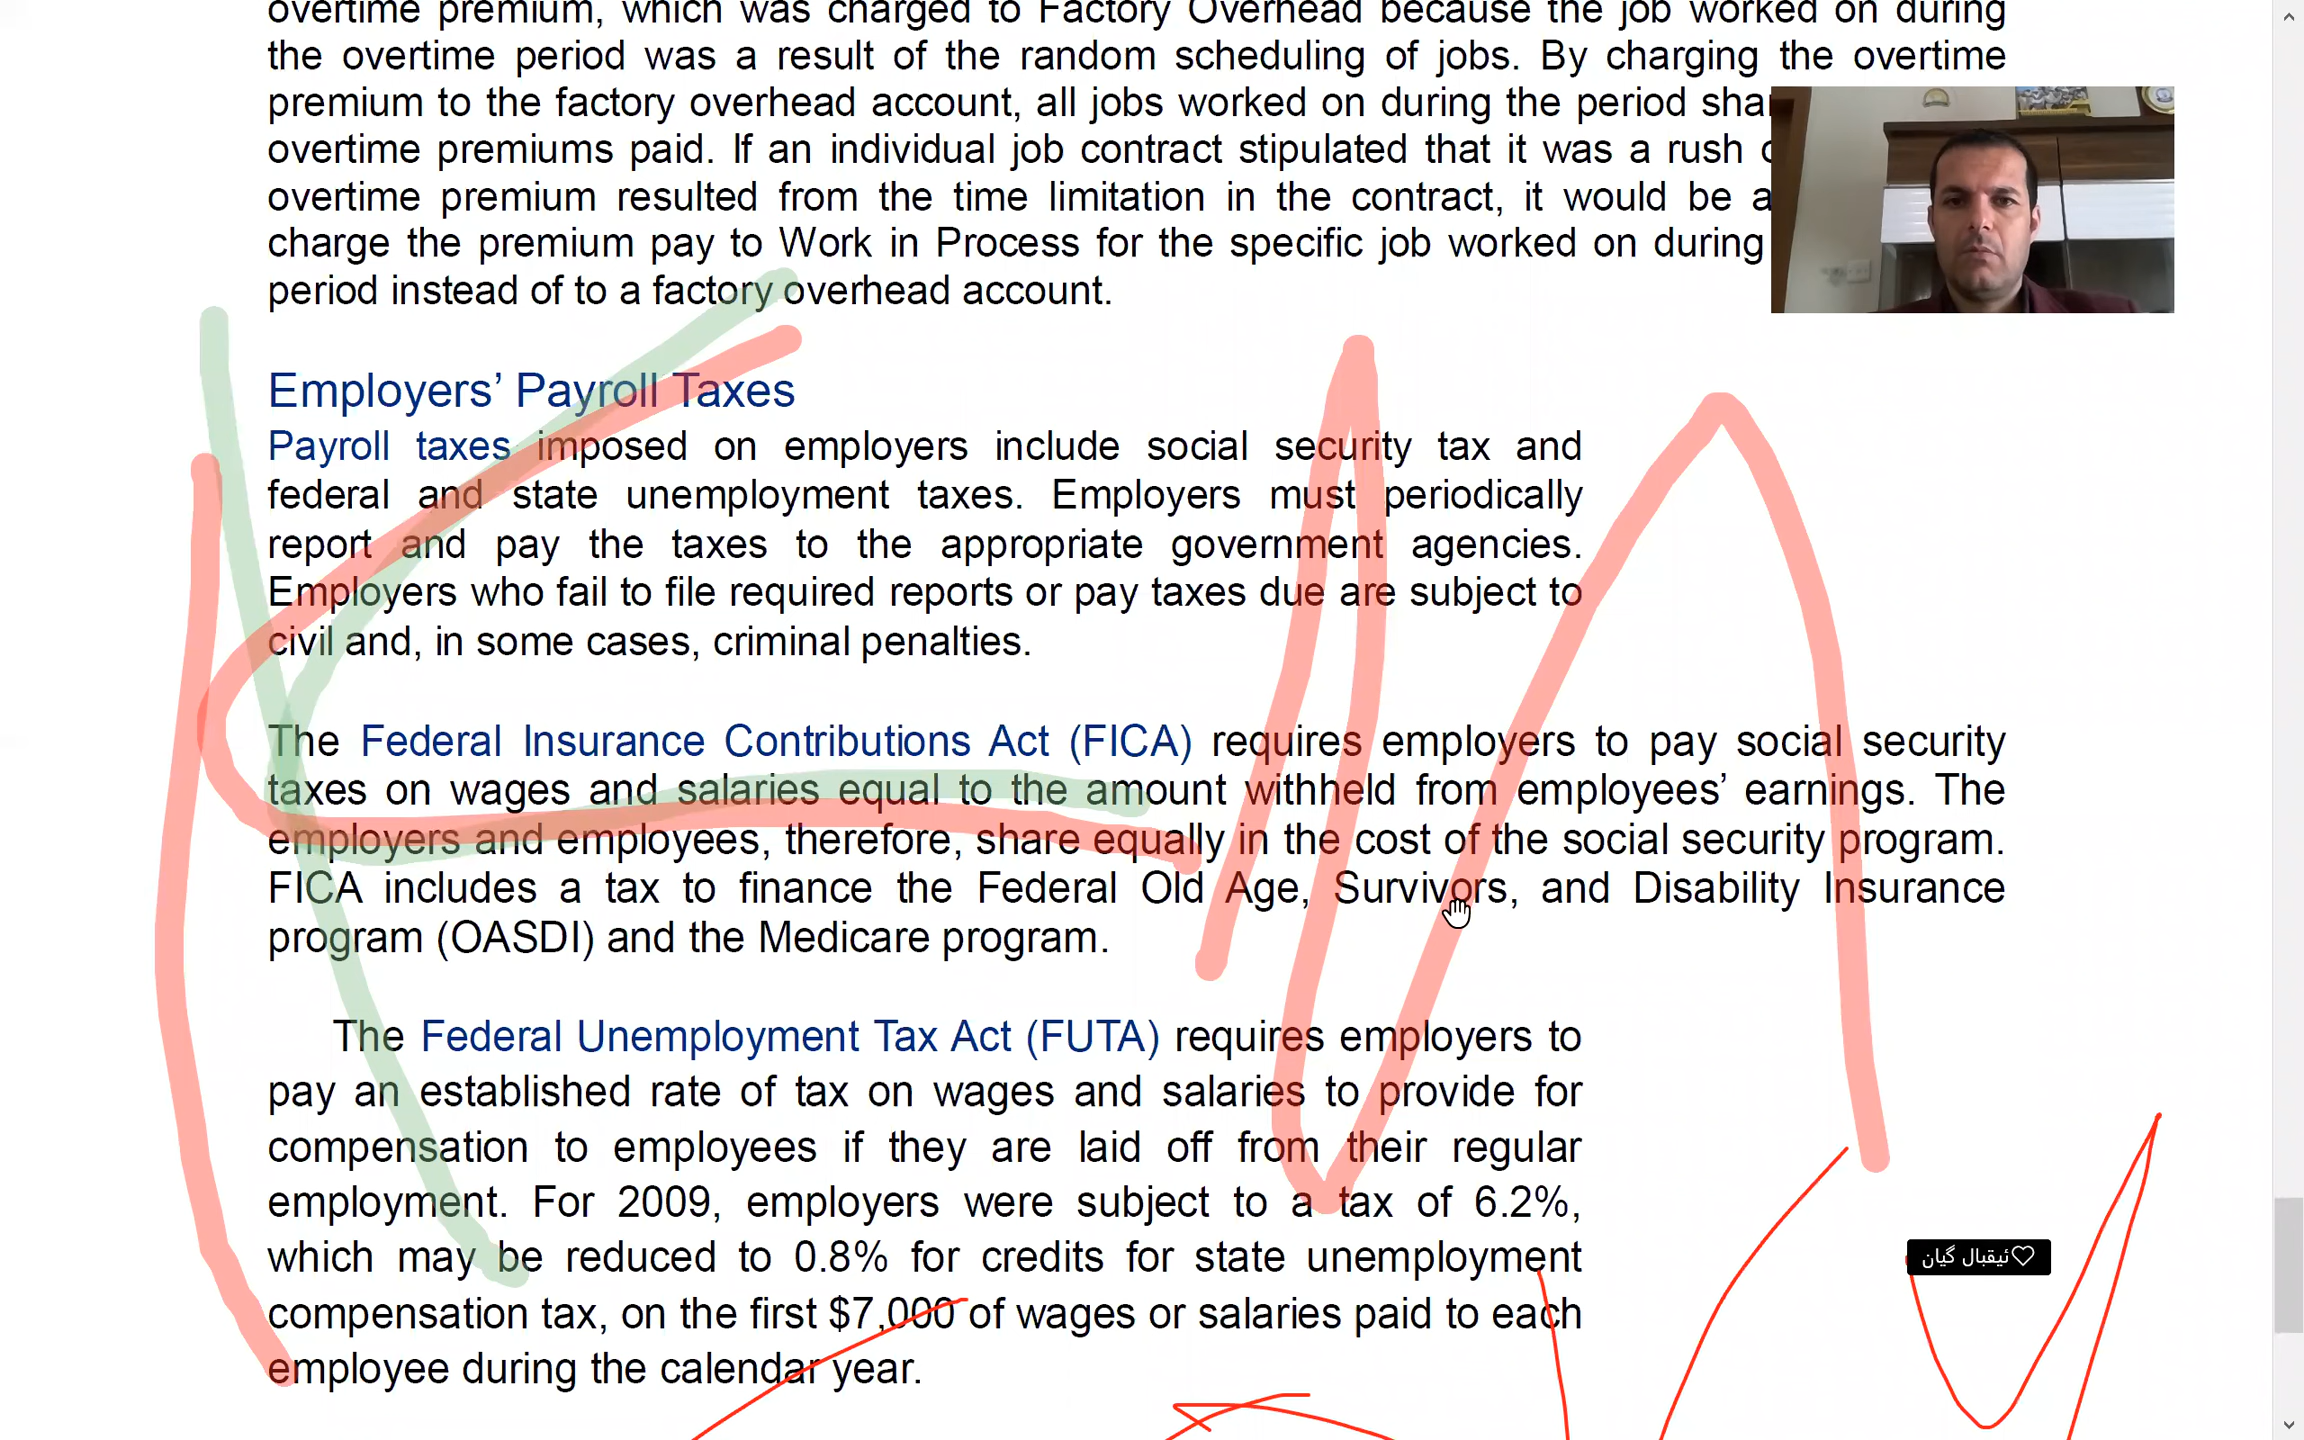 overtime premium, which was charged to Factory Overhead because the job worked on during
the overtime period was a result of the random scheduling of jobs. By charging the overtime
premium to the factory overhead account, all jobs worked on during the period
overtime premiums paid. If an individual job contract stipulated that it was a rush
overtime premium resulted from the time limitation in the contract, it would be
charge the premium pay to Work in Process for the specific job worked on during
period instead of to a factory overhead account.
Employers’ Payroll Taxes
Payroll taxes imposed on employers include social security tax and
federal and state unemployment taxes. Employers must periodically
report and pay the taxes to the appropriate government agencies.
Employers who fail to file required reports or pay taxes due are subject to
civil and, in some cases, criminal penalties.
The Federal Insurance Contributions Act (FICA) requires employers to pay social security
taxes on wages and salaries equal to the amount withheld from employees’ earnings. The
employers and employees, therefore, share equally in the cost of the social security program.
FICA includes a tax to finance the Federal Old Age, Survivors, and Disability Insurance
program (OASDI) and the Medicare program.
The Federal Unemployment Tax Act (FUTA) requires employers to
pay an established rate of tax on wages and salaries to provide for
compensation to employees if they are laid off from their regular
employment. For 2009, employers were subject to a tax of 6.2%,
which may be reduced to 0.8% for credits for state unemployment
compensation tax, on the first $7,000 of wages or salaries paid to each
employee during the calendar year.
ئیقبال گیان